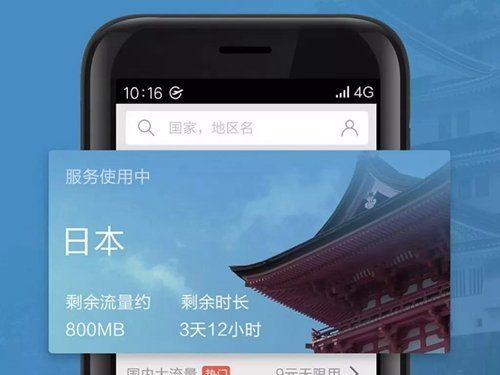 10:16 4G
国家，地区名
服务使用中
日本
剩余流量约 剩余时长
800MB 3天12小时
国内大流量 热门 9元无限用